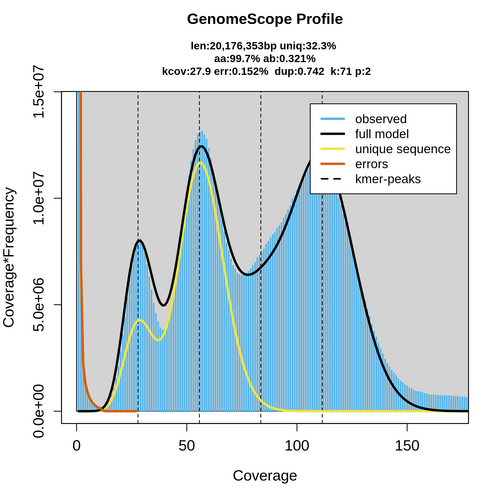 GenomeScope Profile
len:20,176,353bp uniq:32.3%
aa:99.7% ab:0.321%
kcov:27.9 err:0.152% dup:0.742 k:71 p:2
observed
full model
unique sequence
errors
kmer-peaks
Coverage*Frequency
1.5e+07
1.0e+07
5.0e+06
0.0e+00
0 50 100 150
Coverage